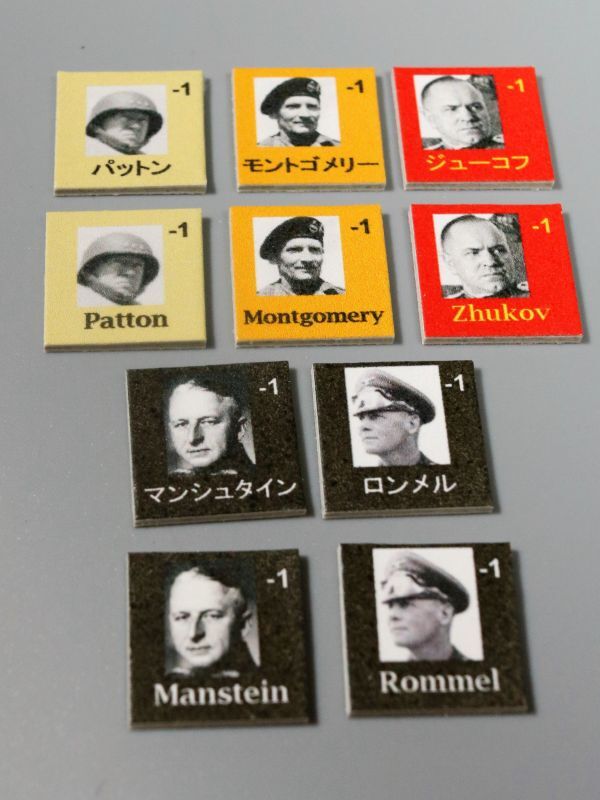 -1
パットン
-1
モントゴメリー
-1
ジューコフ
-1
Patton
-1
Montgomery
-1
Zhukov
-1
マンシュタイン
-1
ロンメル
-1
Manstein
-1
Rommel